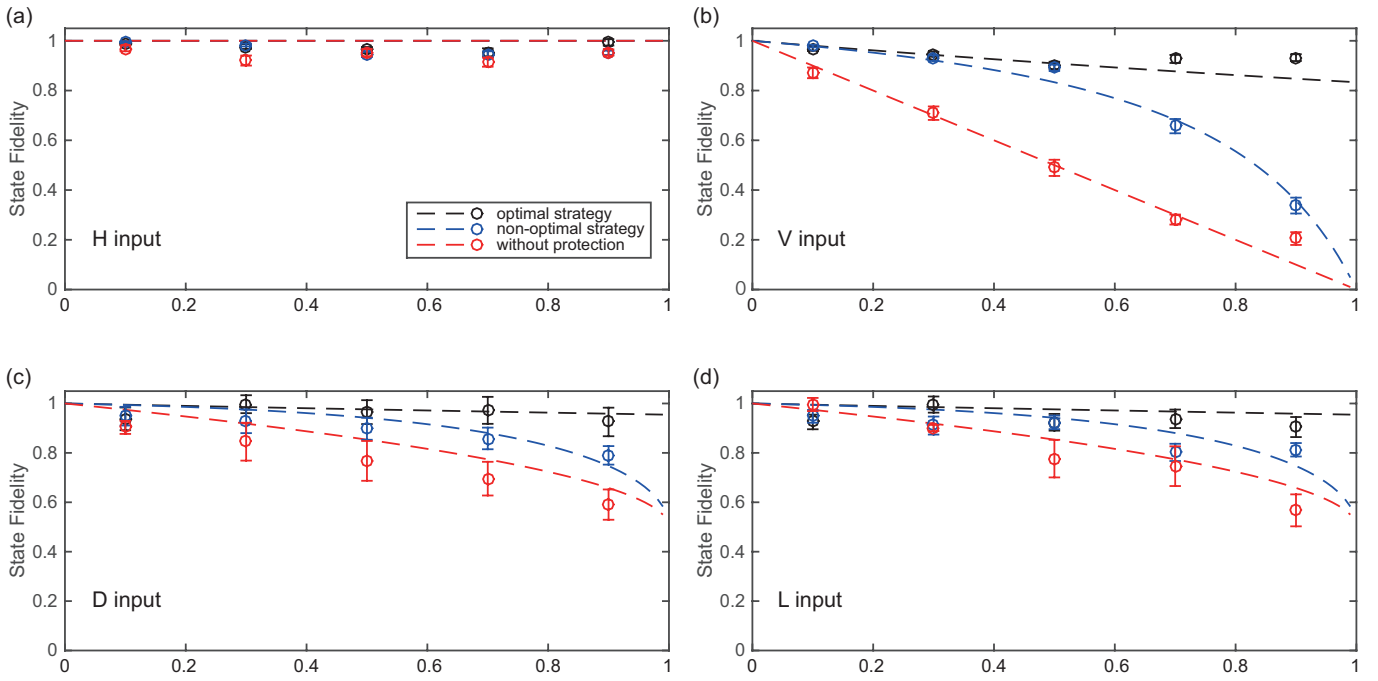 (a)
State Fidelity
1
0.8
0.6
0.4
0.2
0
H input
optimal strategy
non-optimal strategy
without protection
0 0.2 0.4 0.6 0.8 1
(b)
State Fidelity
1
0.8
0.6
0.4
0.2
0
V input
0 0.2 0.4 0.6 0.8 1
(c)
State Fidelity
1
0.8
0.6
0.4
0.2
0
D input
0 0.2 0.4 0.6 0.8 1
(d)
State Fidelity
1
0.8
0.6
0.4
0.2
0
L input
0 0.2 0.4 0.6 0.8 1